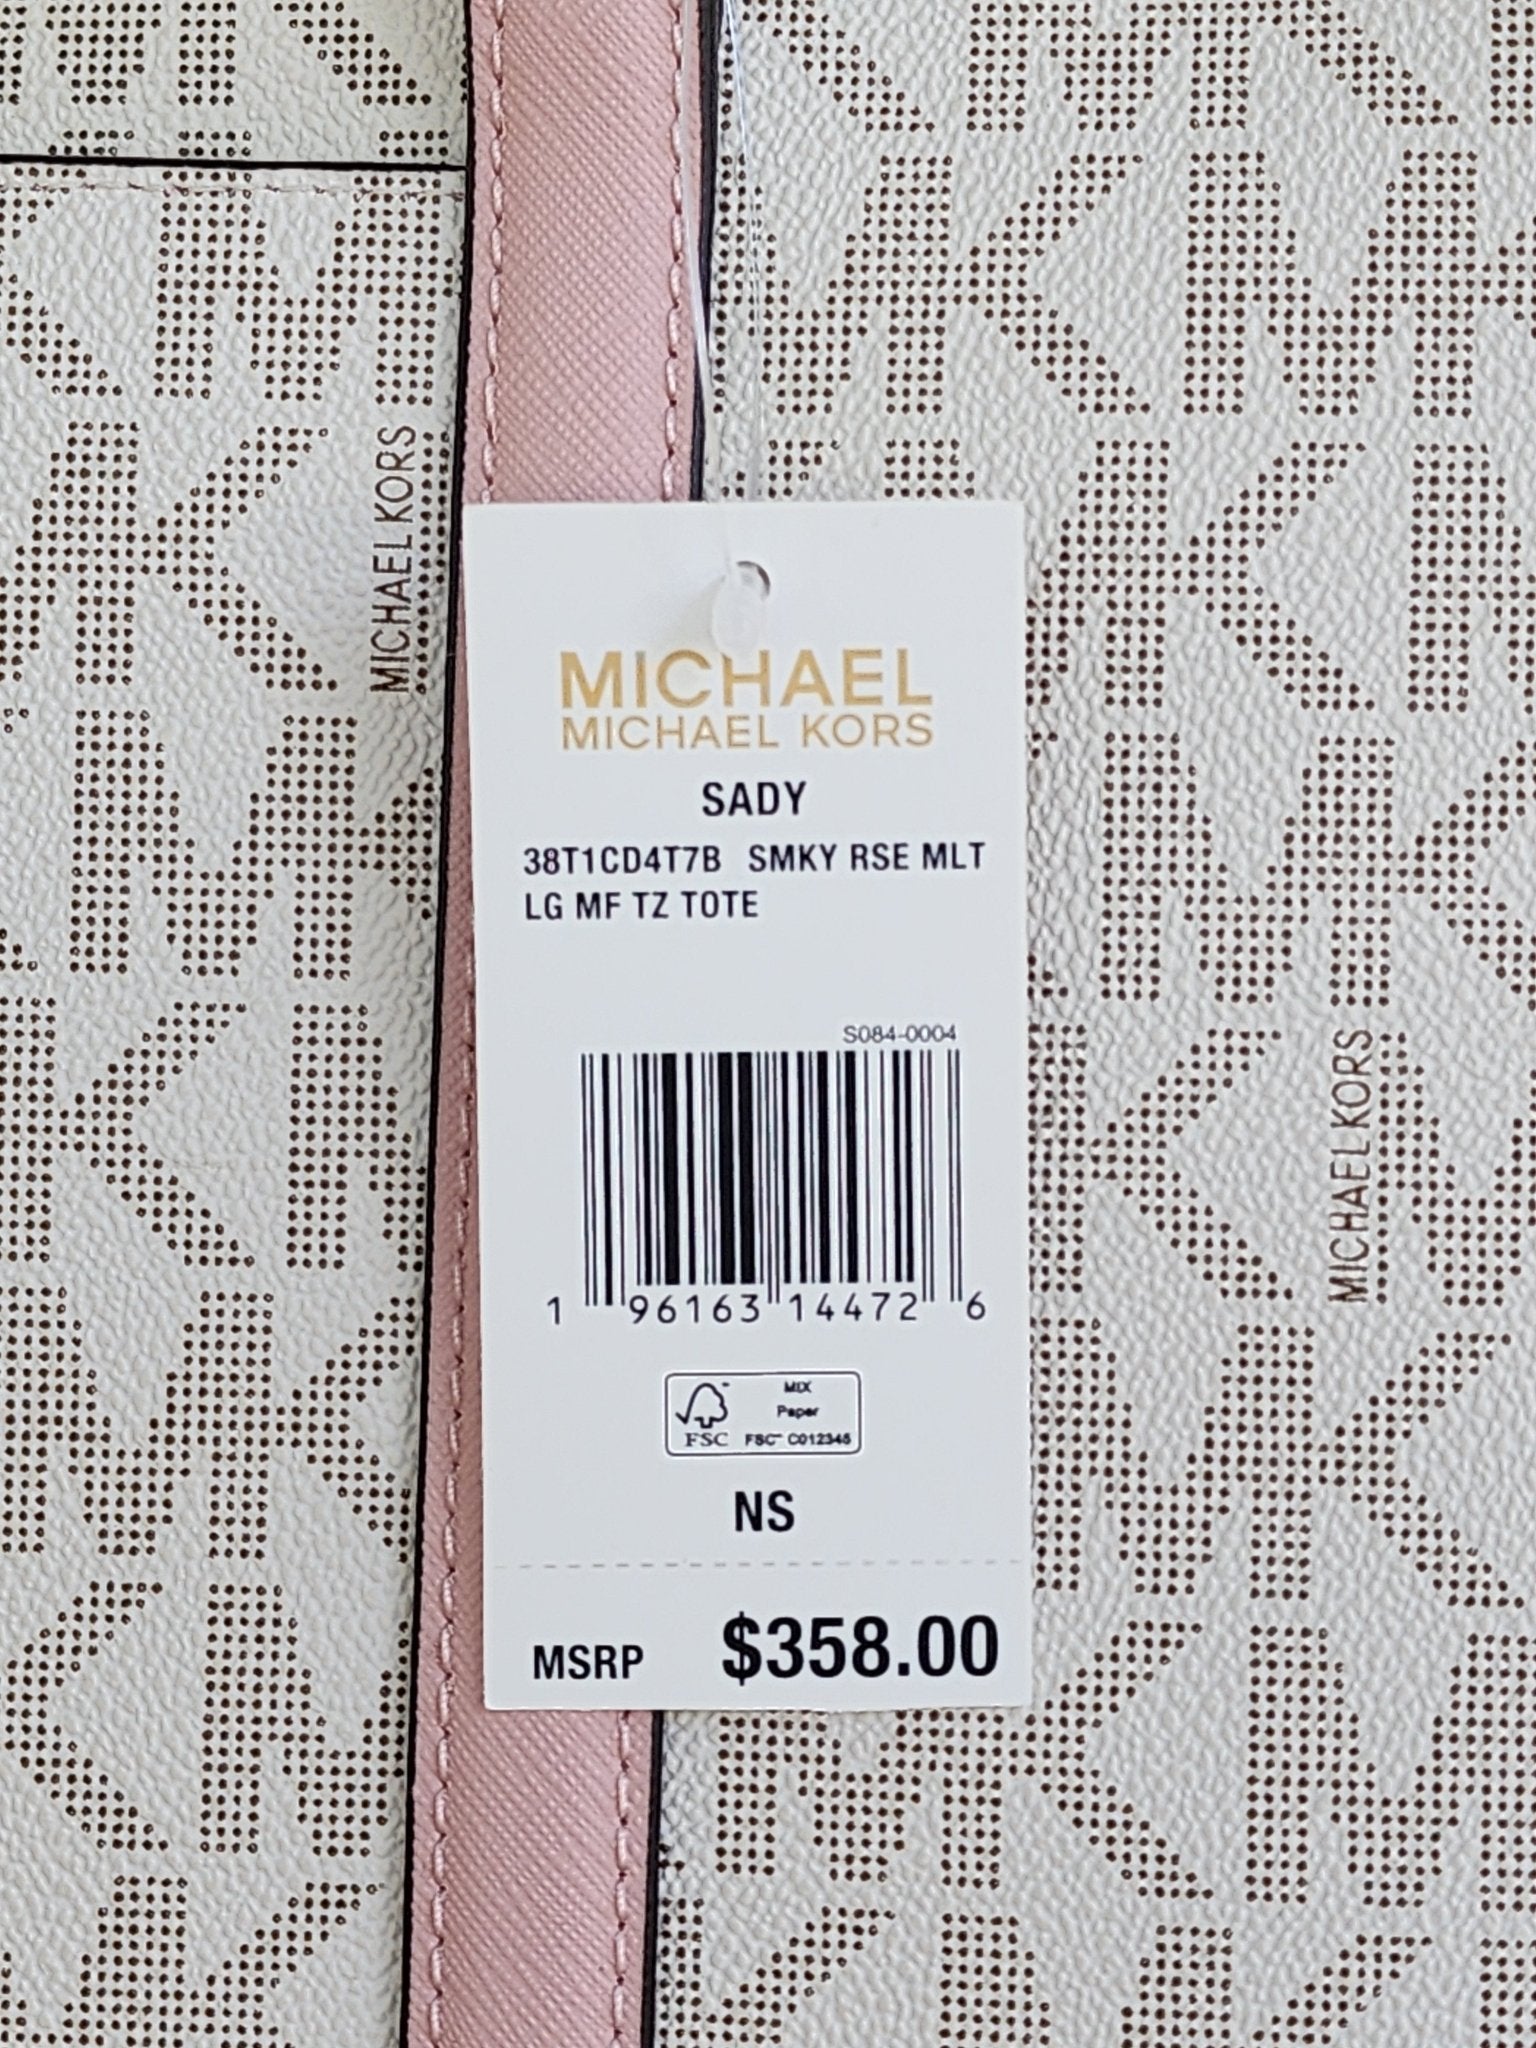 MICHAEL KORS
MICHAEL
MICHAEL KORS
SADY
38T1CD4T7B SMKY RSE MLT
LG MF TZ TOTE
S084-0004
1 96163 14472 6
MIX
Paper
FSC
FSC™ C012345
NS
MSRP $358.00
MICHAEL KORS